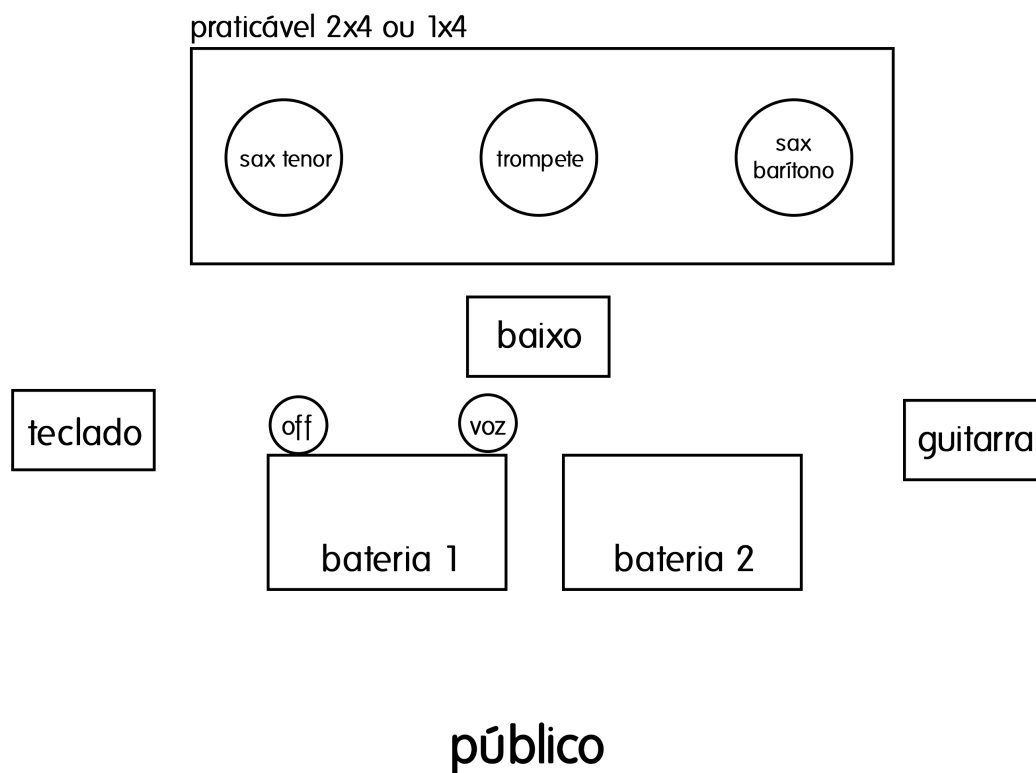 praticável 2x4 ou 1x4
sax tenor
trompete
sax
barítono
baixo
teclado
off
voz
guitarra
bateria 1
bateria 2
público